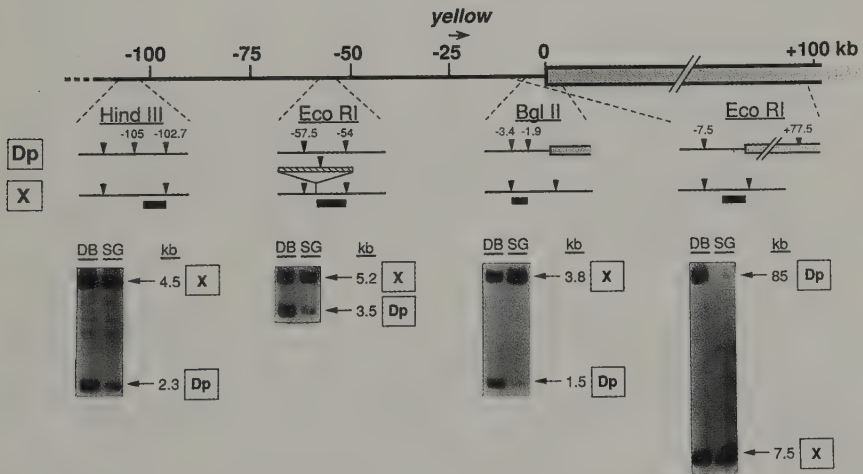 yellow
-100 -75 -50 -25 0 +100 kb
Hind III Eco RI Bgl II Eco RI
-105 -102.7 -57.5 -54 -3.4 -1.9 -7.5 +77.5
Dp
X
DB SG kb DB SG kb DB SG kb DB SG kb
4.5 X 5.2 X 3.8 X 85 Dp
3.5 Dp
2.3 Dp 1.5 Dp
7.5 X